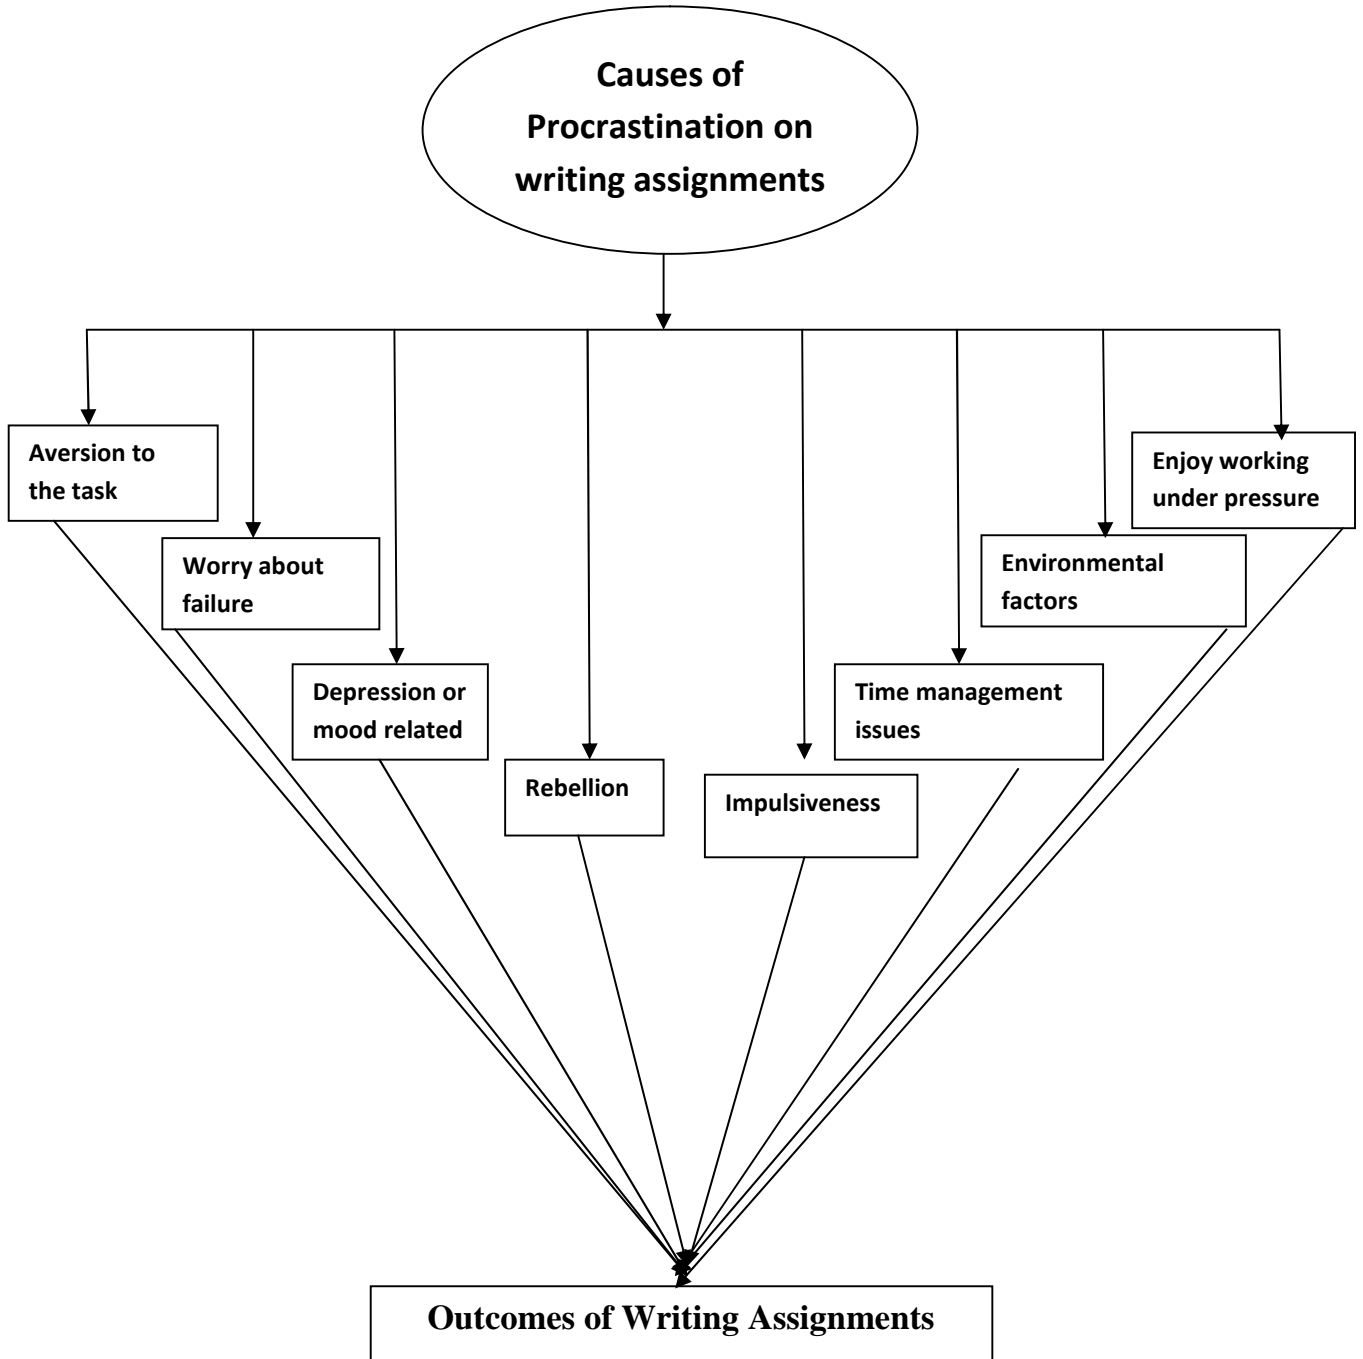 Causes of
Procrastination on
writing assignments
Aversion to
the task
Enjoy working
under pressure
Worry about
failure
Environmental
factors
Depression or
mood related
Time management
issues
Rebellion
Impulsiveness
Outcomes of Writing Assignments